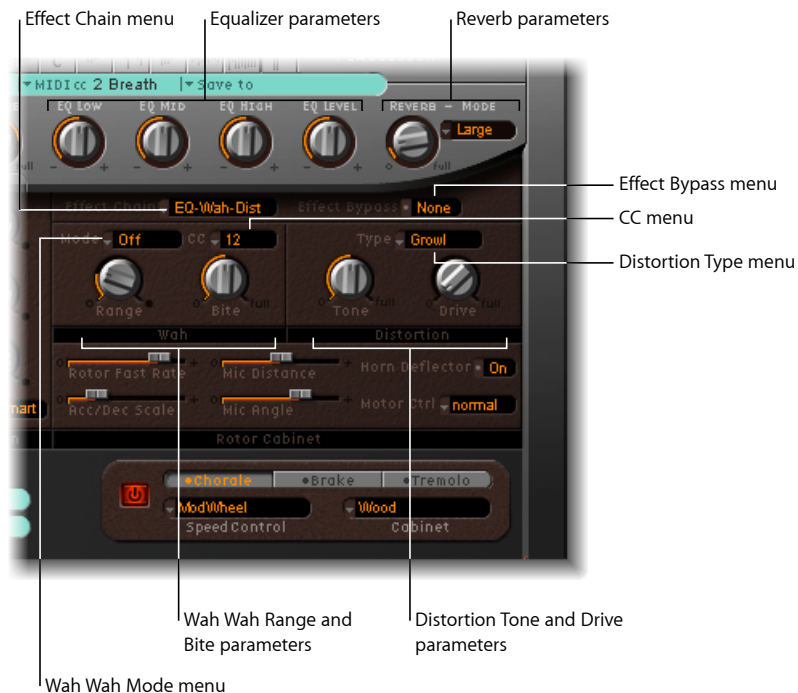 Effect Chain menu
Equalizer parameters
Reverb parameters
MIDI cc 2 Breath
Save to
EQ LOW
EQ MID
EQ HIGH
EQ LEVEL
REVERB – MODE
Large
full
- +
- +
- +
- +
o full
Effect Chain
EQ-Wah-Dist
Effect Bypass
None
Effect Bypass menu
CC menu
Mode
Off
CC
12
Type
Growl
Distortion Type menu
full
full
full
Range
Bite
Tone
Drive
Wah
Distortion
Rotor Fast Rate
Mic Distance
Horn Deflector
On
Acc/Dec Scale
Mic Angle
Motor Ctrl
normal
Rotor Cabinet
Chorale
Brake
Tremolo
ModWheel
Wood
Speed Control
Cabinet
Wah Wah Range and
Bite parameters
Distortion Tone and Drive
parameters
Wah Wah Mode menu